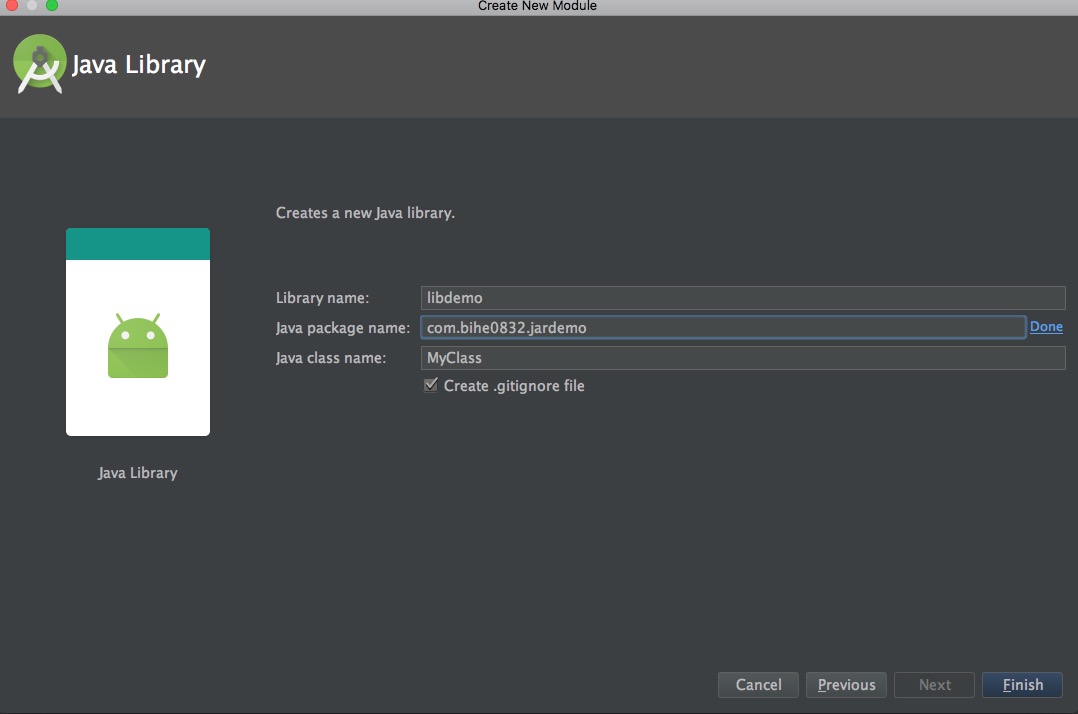 Create New Module
Java Library
Creates a new Java library.
Library name: libdemo
Java package name: com.bihe0832.jardemo Done
Java class name: MyClass
Create .gitignore file
Java Library
Cancel Previous Next Finish